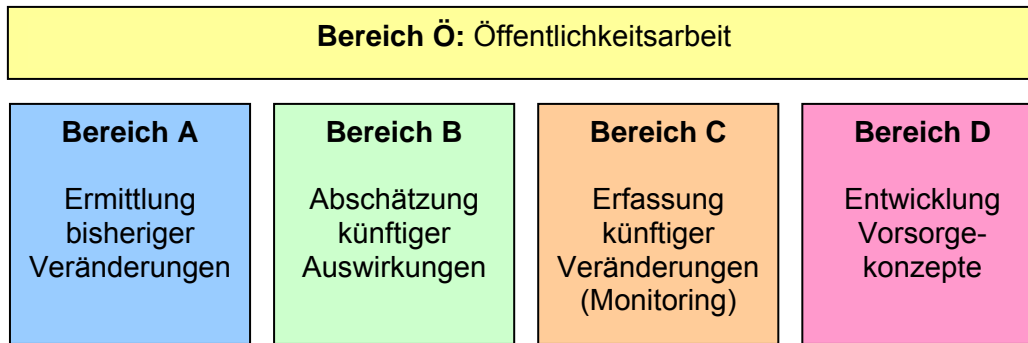 Bereich Ö: Öffentlichkeitsarbeit
Bereich A
Ermittlung
bisheriger
Veränderungen
Bereich B
Abschätzung
künftiger
Auswirkungen
Bereich C
Erfassung
künftiger
Veränderungen
(Monitoring)
Bereich D
Entwicklung
Vorsorge-
konzepte